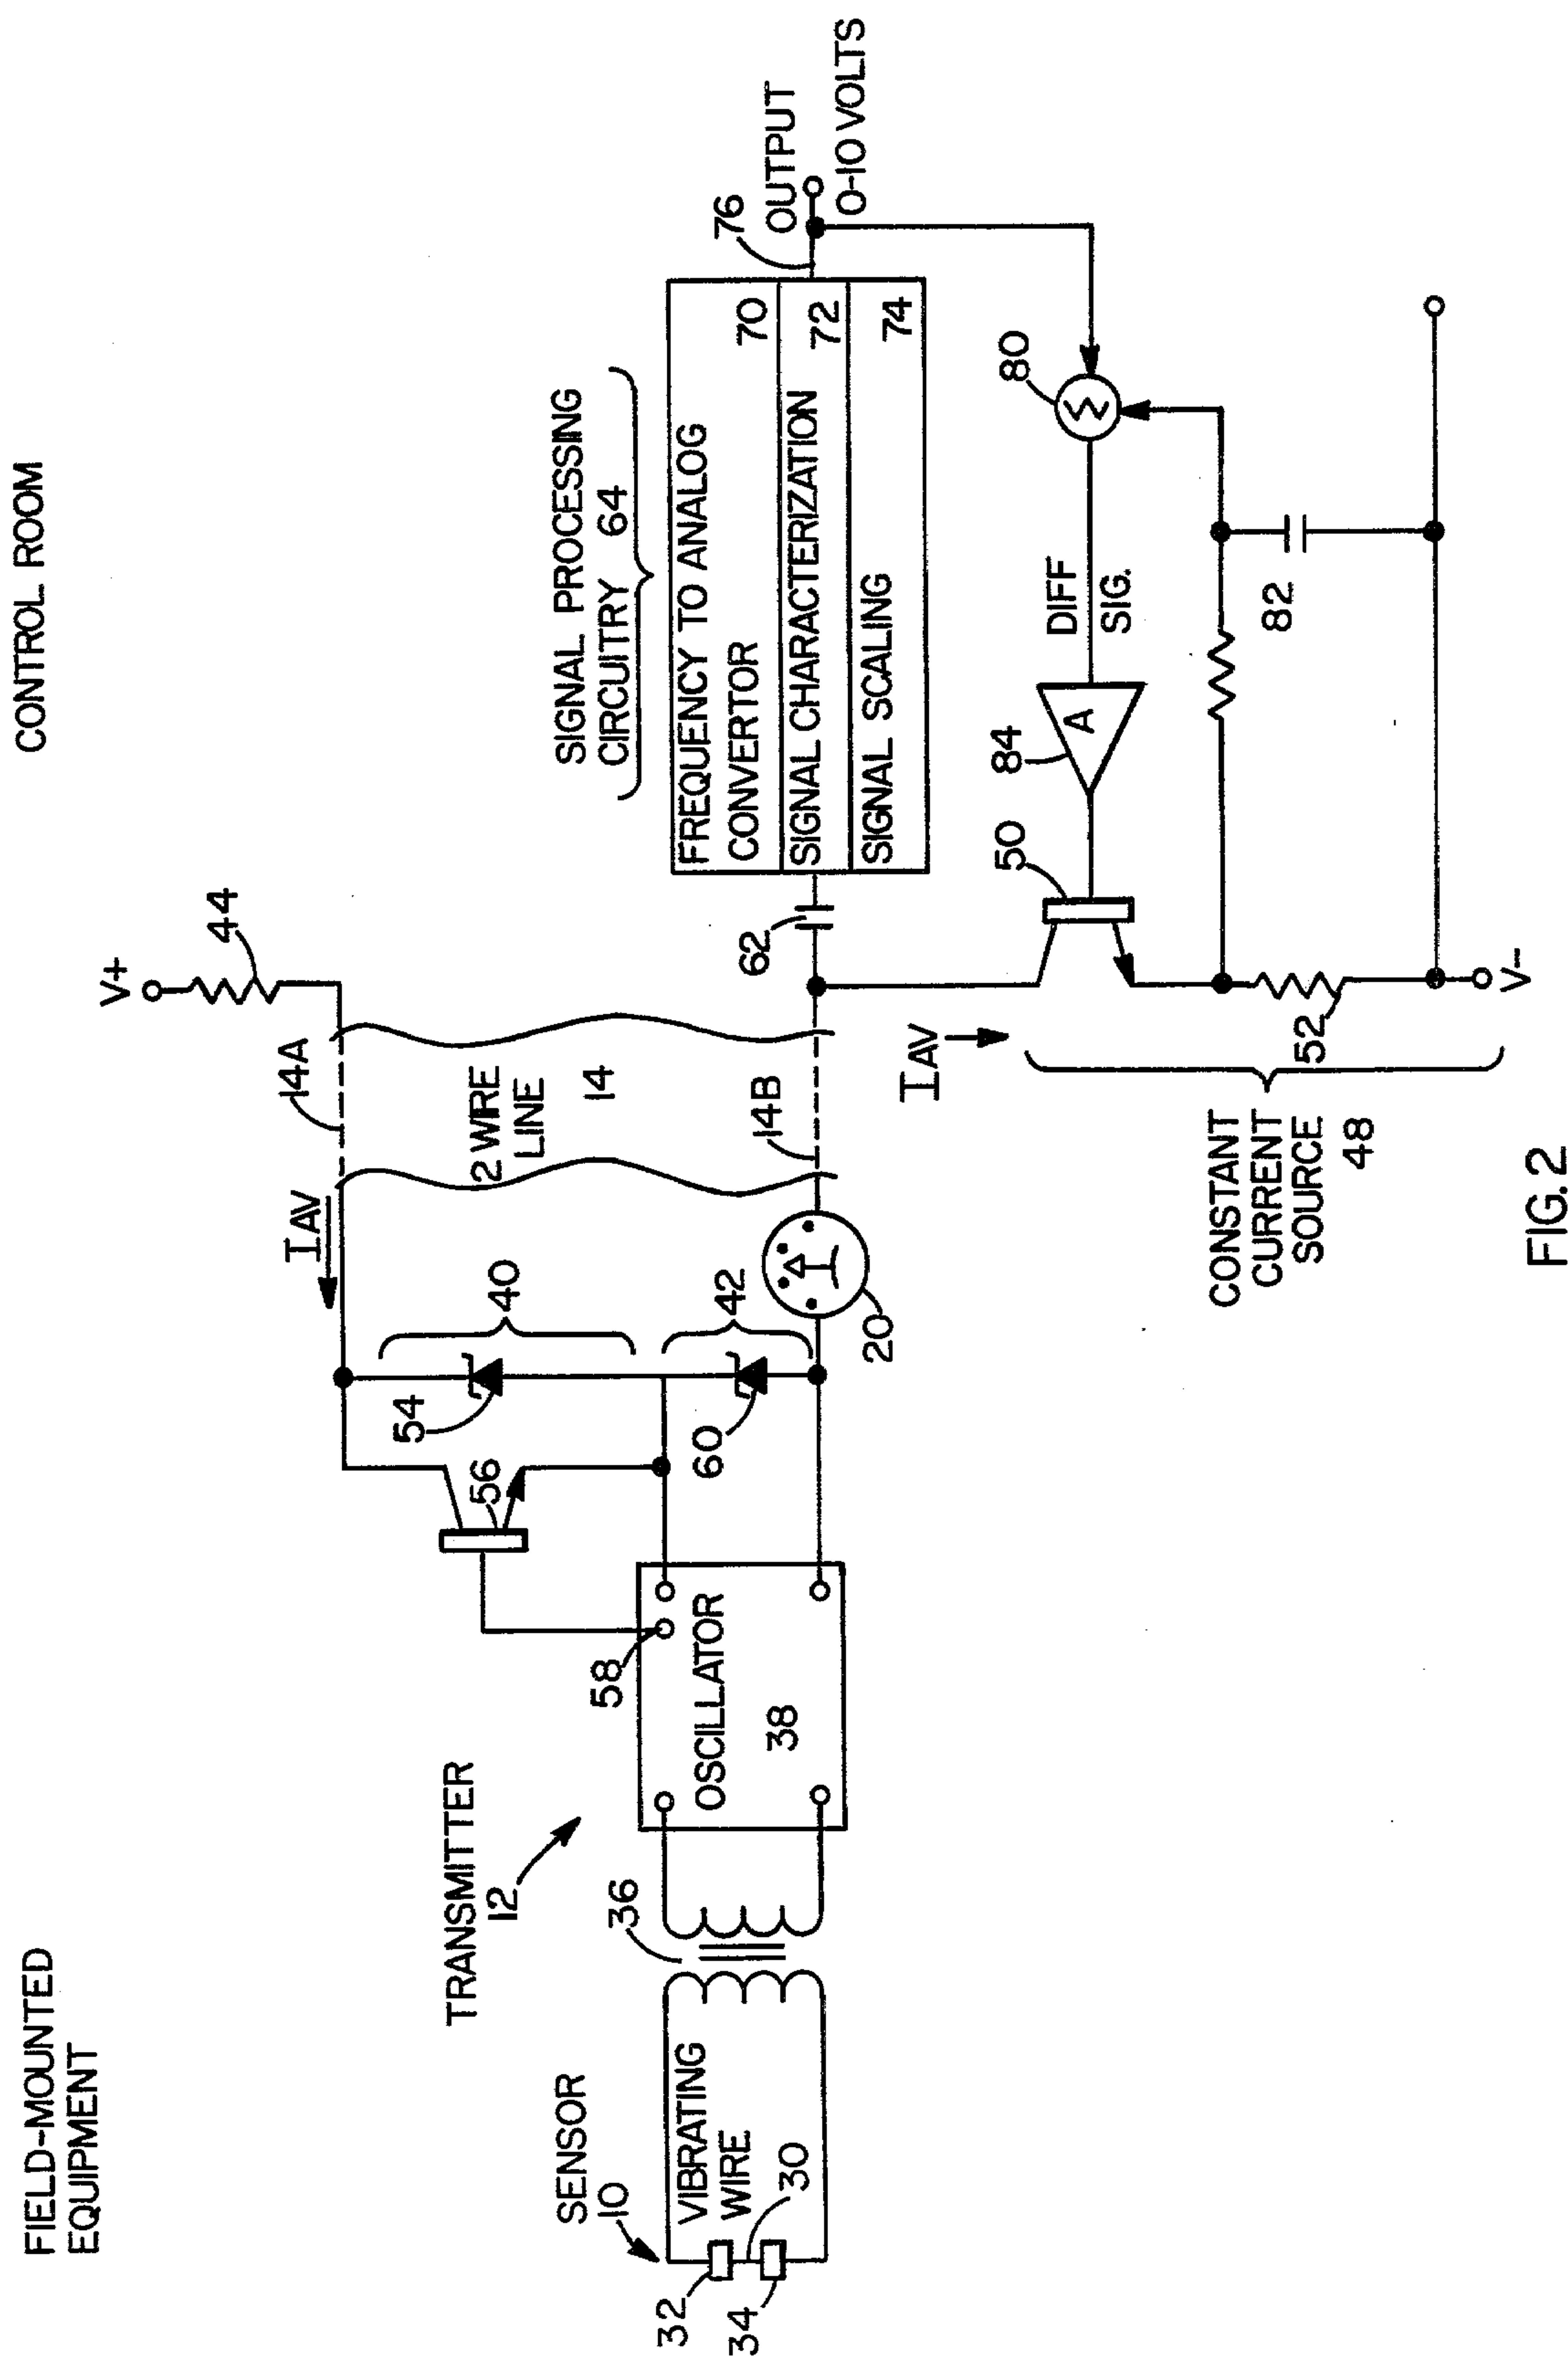 FIELD-MOUNTED
EQUIPMENT
CONTROL ROOM
V+
44
14A
I AV
2 WIRE
LINE
14
14B
40
42
54
56
60
20
58
TRANSMITTER
12
OSCILLATOR
38
36
SENSOR
10
VIBRATING
WIRE
30
32
34
SIGNAL PROCESSING
CIRCUITRY 64
FREQUENCY TO ANALOG
CONVERTOR 70
SIGNAL CHARACTERIZATION 72
SIGNAL SCALING 74
76
OUTPUT
0-10 VOLTS
62
80
DIFF
SIG.
84
A
50
82
I AV
52
V-
CONSTANT
CURRENT
SOURCE
48
FIG. 2